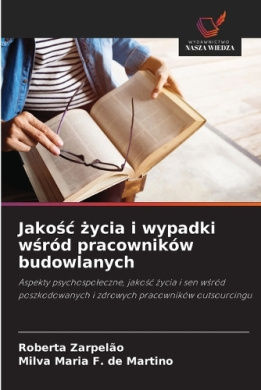 WYDAWNICTWO
NASZA WIEDZA
Jakość życia i wypadki
wśród pracowników
budowlanych
Aspekty psychospołeczne, jakość życia i sen wśród
poszkodowanych i zdrowych pracowników outsourcingu
Roberta Zarpelão
Milva Maria F. de Martino